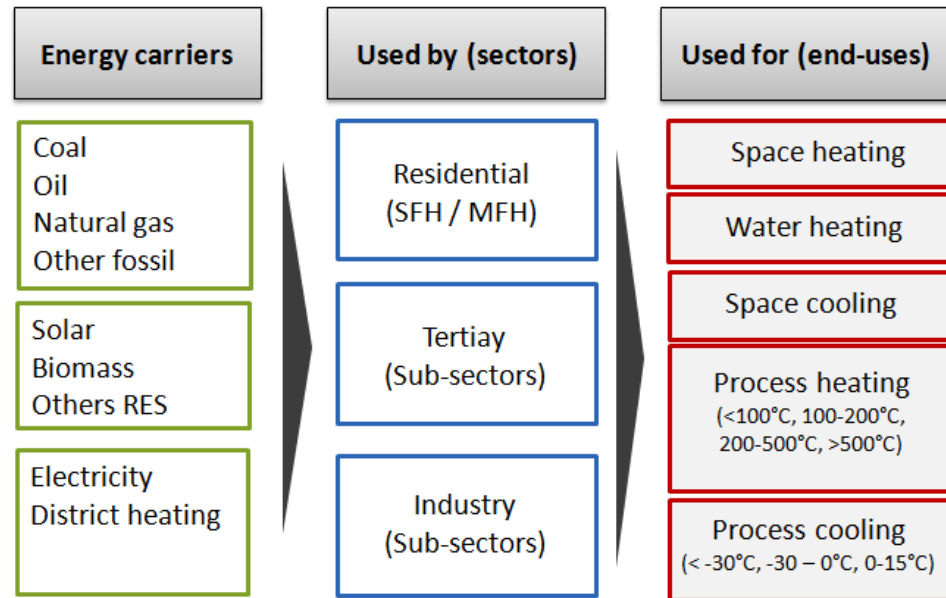 Energy carriers
Coal
Oil
Natural gas
Other fossil
Solar
Biomass
Others RES
Electricity
District heating
Used by (sectors)
Residential
(SFH / MFH)
Tertiay
(Sub-sectors)
Industry
(Sub-sectors)
Used for (end-uses)
Space heating
Water heating
Space cooling
Process heating
(<100°C, 100-200°C,
200-500°C, >500°C)
Process cooling
(< -30°C, -30 – 0°C, 0-15°C)